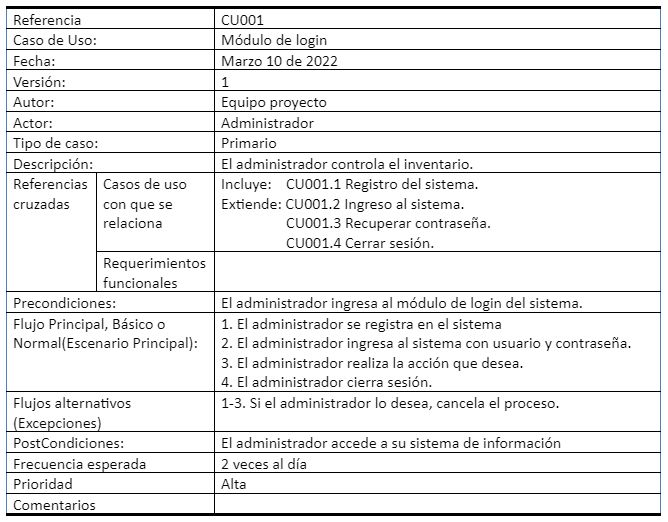 Referencia CU001
Caso de Uso: Módulo de login
Fecha: Marzo 10 de 2022
Versión: 1
Autor: Equipo proyecto
Actor: Administrador
Tipo de caso: Primario
Descripción: El administrador controla el inventario.
Referencias cruzadas
Casos de uso con que se relaciona
Incluye: CU001.1 Registro del sistema.
Extiende: CU001.2 Ingreso al sistema.
CU001.3 Recuperar contraseña.
CU001.4 Cerrar sesión.
Requerimientos funcionales
Precondiciones: El administrador ingresa al módulo de login del sistema.
Flujo Principal, Básico o
Normal(Escenario Principal):
1. El administrador se registra en el sistema
2. El administrador ingresa al sistema con usuario y contraseña.
3. El administrador realiza la acción que desea.
4. El administrador cierra sesión.
Flujos alternativos
(Excepciones)
1-3. Si el administrador lo desea, cancela el proceso.
PostCondiciones: El administrador accede a su sistema de información
Frecuencia esperada 2 veces al día
Prioridad Alta
Comentarios